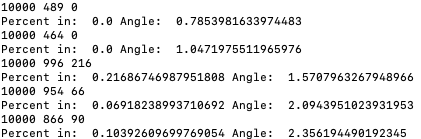 10000 489 0
Percent in:  0.0 Angle:  0.7853981633974483
10000 464 0
Percent in:  0.0 Angle:  1.0471975511965976
10000 996 216
Percent in:  0.21686746987951808 Angle:  1.5707963267948966
10000 954 66
Percent in:  0.06918238993710692 Angle:  2.0943951023931953
10000 866 90
Percent in:  0.10392609699769054 Angle:  2.356194490192345